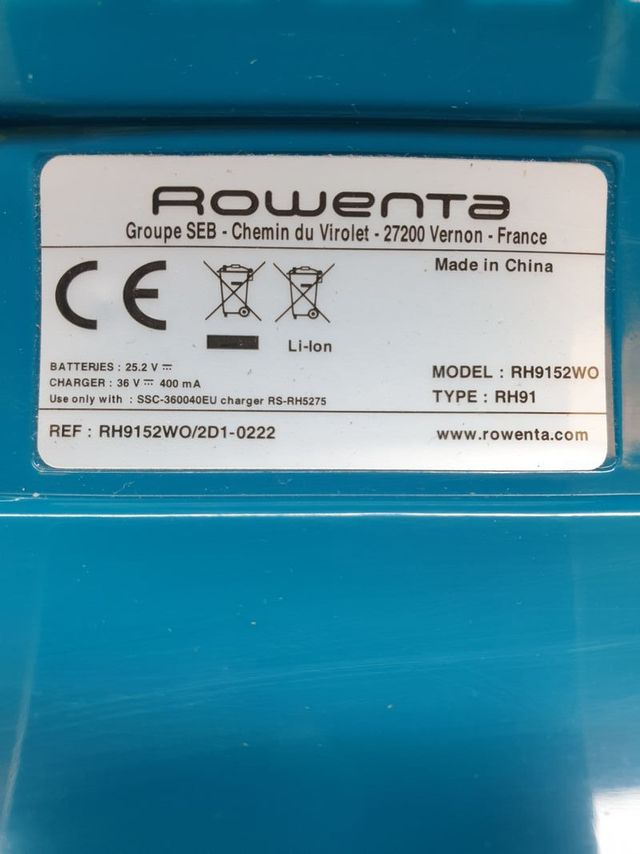 Rowenta
Groupe SEB - Chemin du Virolet - 27200 Vernon - France
CE
Made in China
Li-Ion
BATTERIES : 25.2 V ⎓
CHARGER : 36 V ⎓ 400 mA
Use only with : SSC-360040EU charger RS-RH5275
MODEL : RH9152WO
TYPE : RH91
REF : RH9152WO/2D1-0222
www.rowenta.com